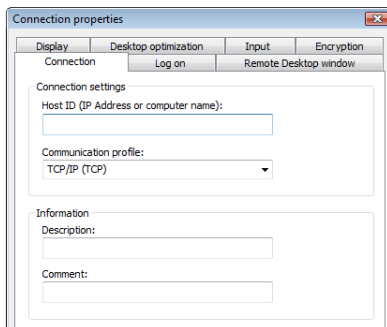 Connection properties
Display Desktop optimization Input Encryption
Connection Log on Remote Desktop window
Connection settings
Host ID (IP Address or computer name):
Communication profile:
TCP/IP (TCP)
Information
Description:
Comment: